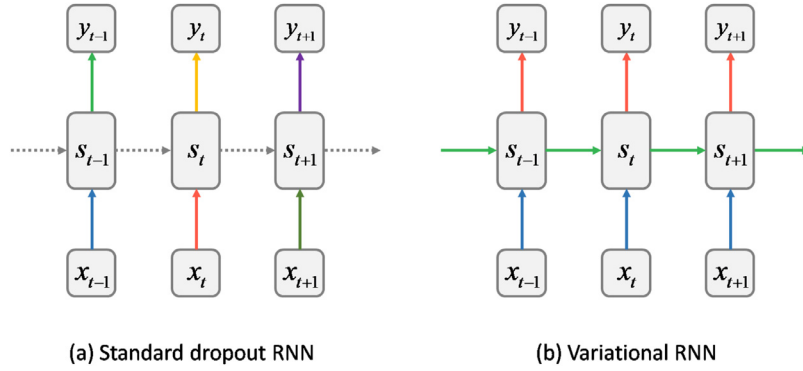 y_{t-1} y_t y_{t+1} y_{t-1} y_t y_{t+1}
s_{t-1} s_t s_{t+1} s_{t-1} s_t s_{t+1}
x_{t-1} x_t x_{t+1} x_{t-1} x_t x_{t+1}
(a) Standard dropout RNN (b) Variational RNN